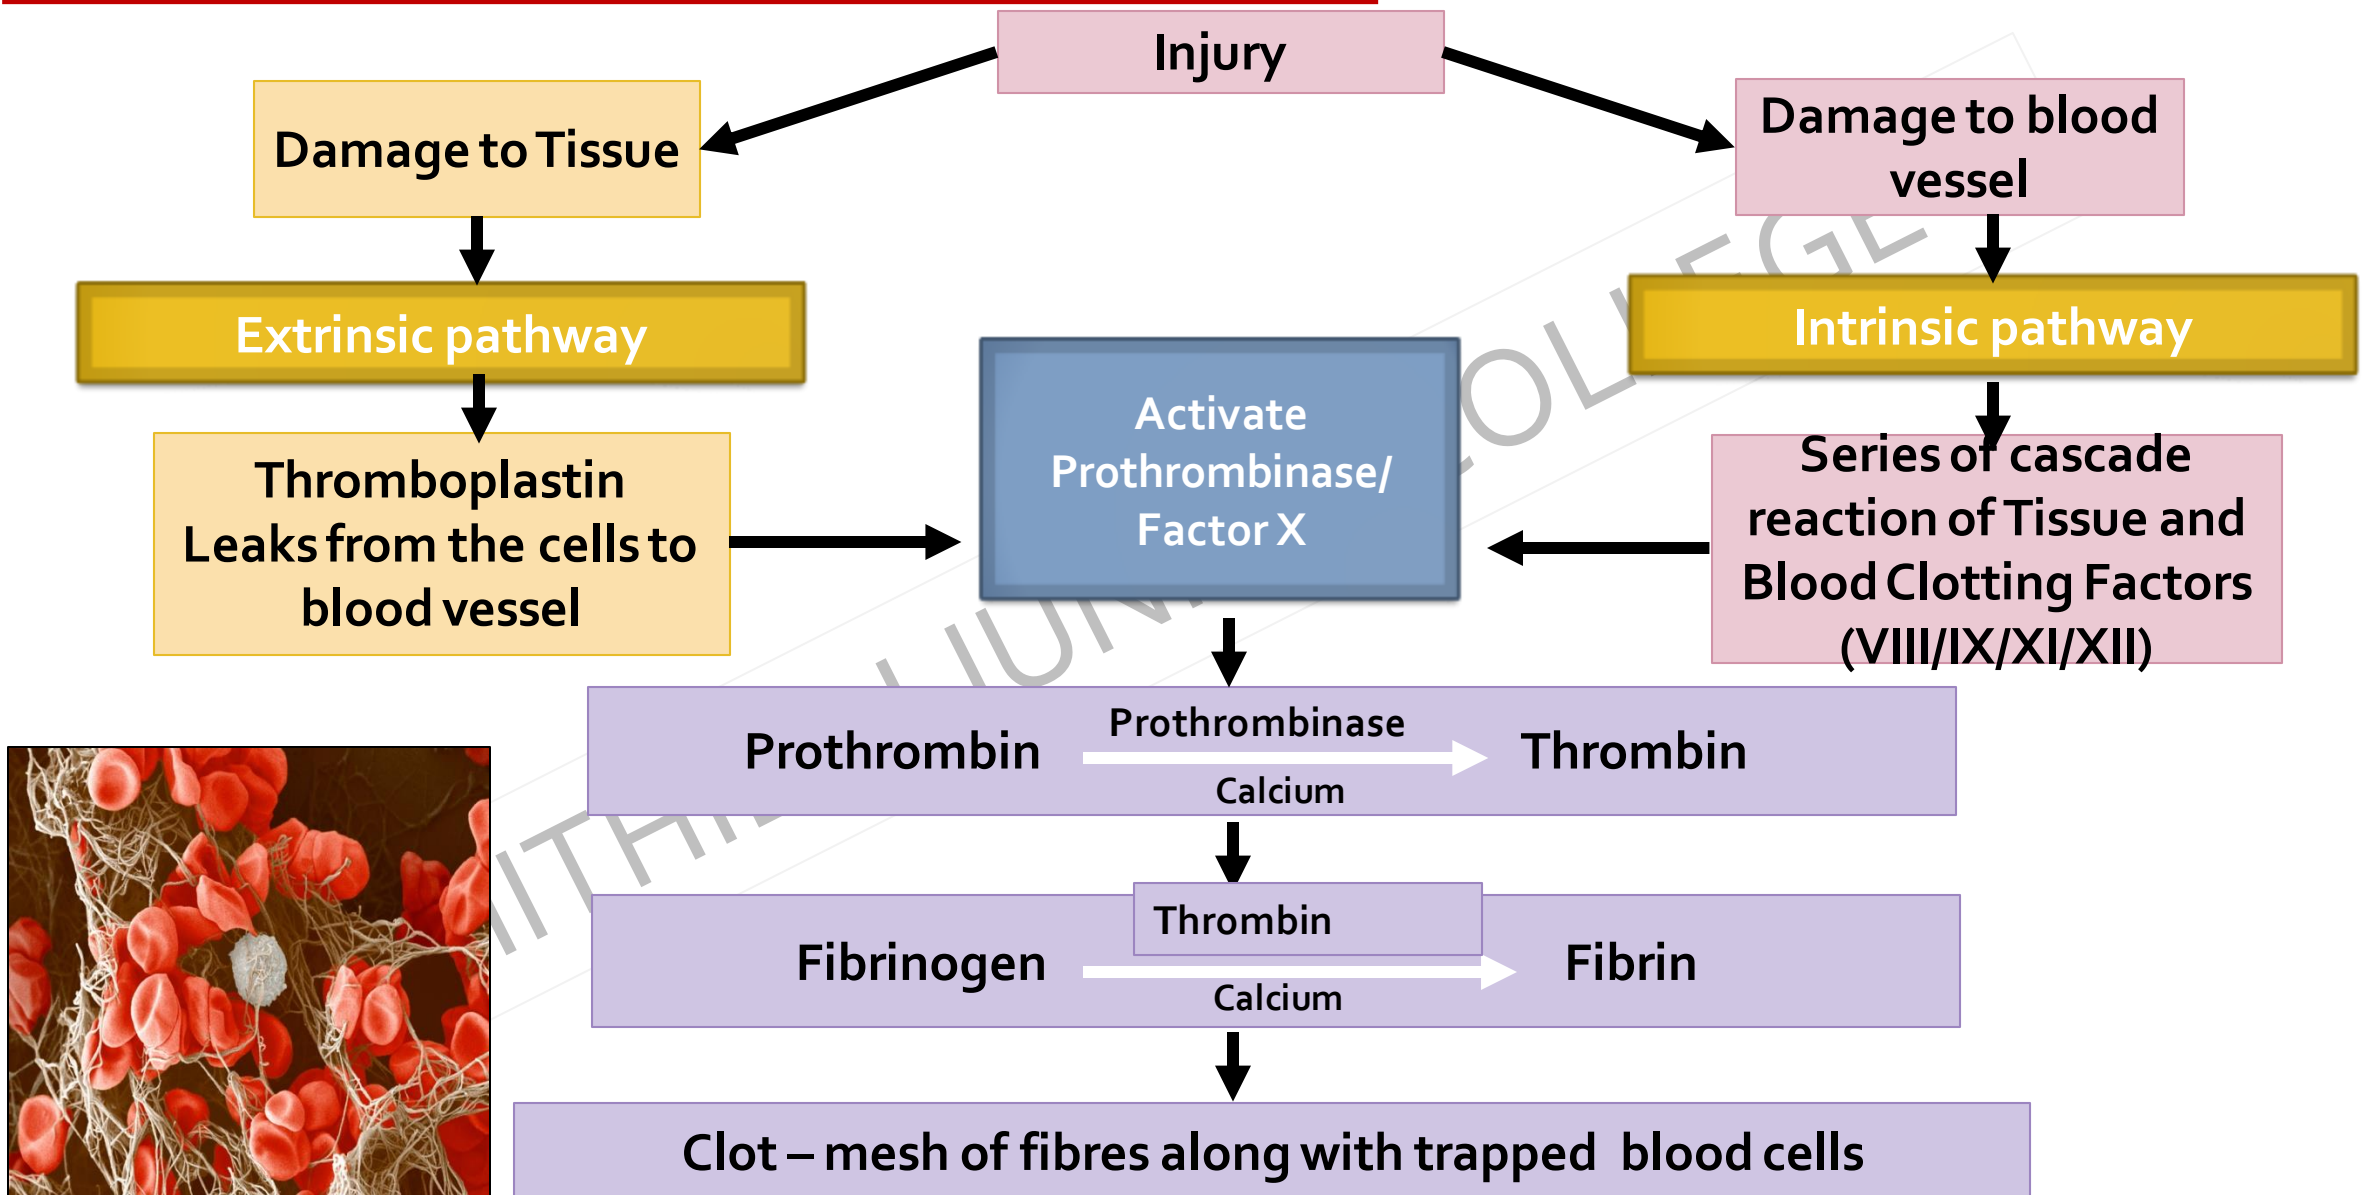 Injury
Damage to Tissue
Damage to blood
vessel
Extrinsic pathway
Intrinsic pathway
Thromboplastin
Leaks from the cells to
blood vessel
Activate
Prothrombinase/
Factor X
Series of cascade
reaction of Tissue and
Blood Clotting Factors
(VIII/IX/XI/XII)
Prothrombin
Prothrombinase
Calcium
Thrombin
Fibrinogen
Thrombin
Calcium
Fibrin
Clot – mesh of fibres along with trapped blood cells